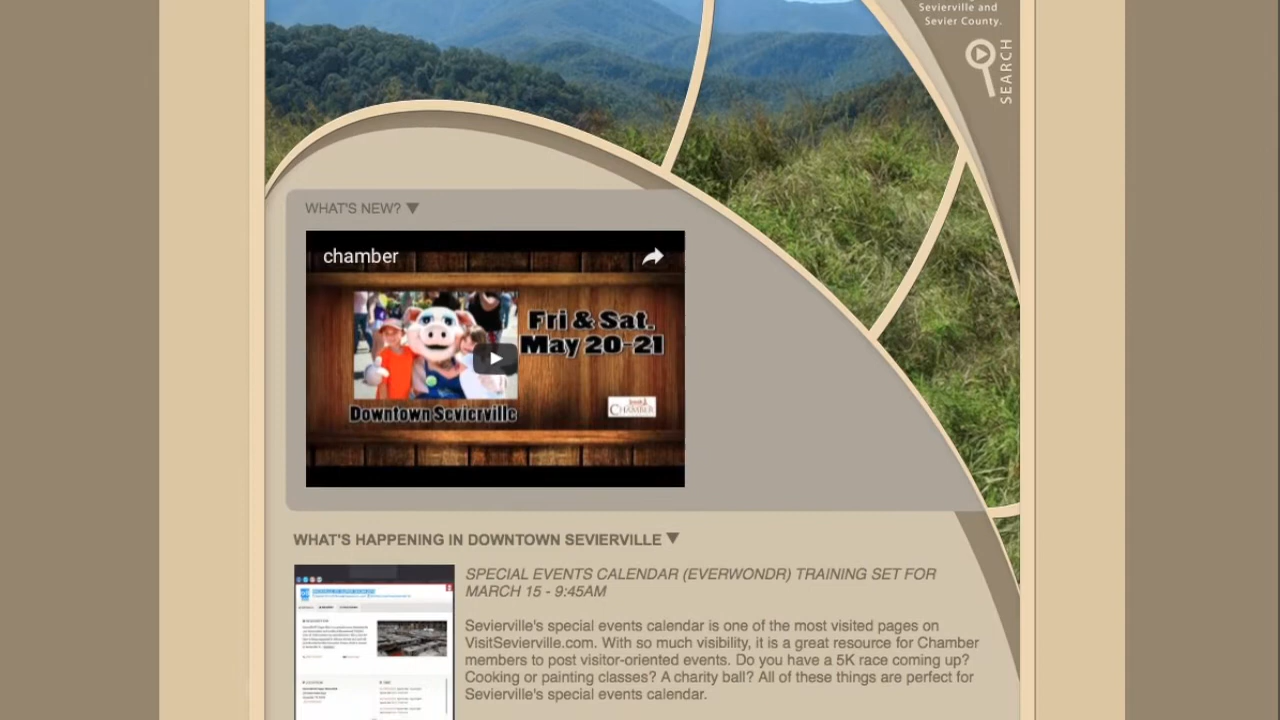 Sevierville and
Sevier County.
SEARCH
WHAT'S NEW?
chamber
Fri & Sat.
May 20-21
Downtown Sevierville
CHAMBER
WHAT'S HAPPENING IN DOWNTOWN SEVIERVILLE
SPECIAL EVENTS CALENDAR (EVERWONDR) TRAINING SET FOR
MARCH 15 - 9:45AM
Sevierville's special events calendar is one the most visited pages on
VisitSevierville.com. With so much visibility, it is a great resource for Chamber
members to post visitor-oriented events. Do you have a 5K race coming up?
Cooking or painting classes? A charity ball? All of these things are perfect for
Sevierville's special events calendar.